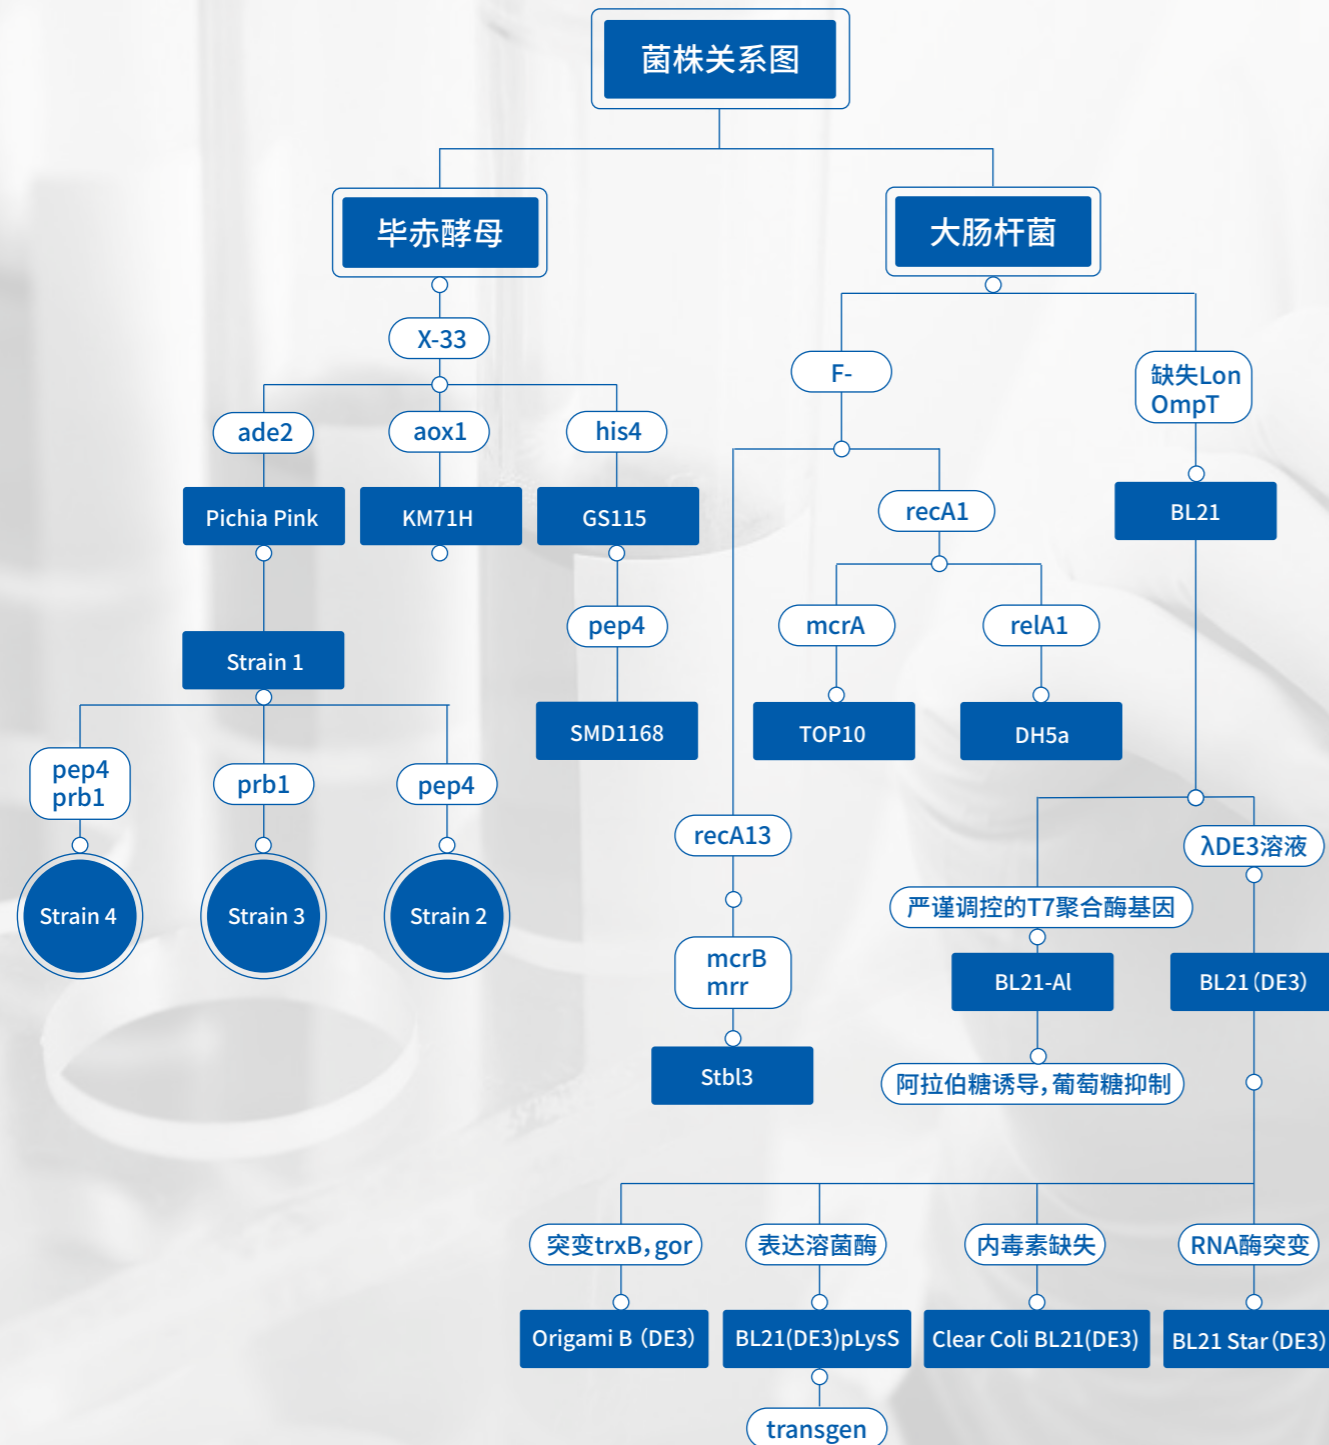 菌株关系图
毕赤酵母
大肠杆菌
X-33
F-
缺失Lon
OmpT
ade2
aox1
his4
Pichia Pink
KM71H
GS115
recA1
BL21
pep4
mcrA
relA1
Strain 1
SMD1168
TOP10
DH5a
pep4
prb1
prb1
pep4
recA13
λDE3溶液
Strain 4
Strain 3
Strain 2
严谨调控的T7聚合酶基因
mcrB
mrr
BL21-Al
BL21(DE3)
Stbl3
阿拉伯糖诱导,葡萄糖抑制
突变trxB,gor
表达溶菌酶
内毒素缺失
RNA酶突变
Origami B (DE3)
BL21(DE3)pLysS
Clear Coli BL21(DE3)
BL21 Star(DE3)
transgen